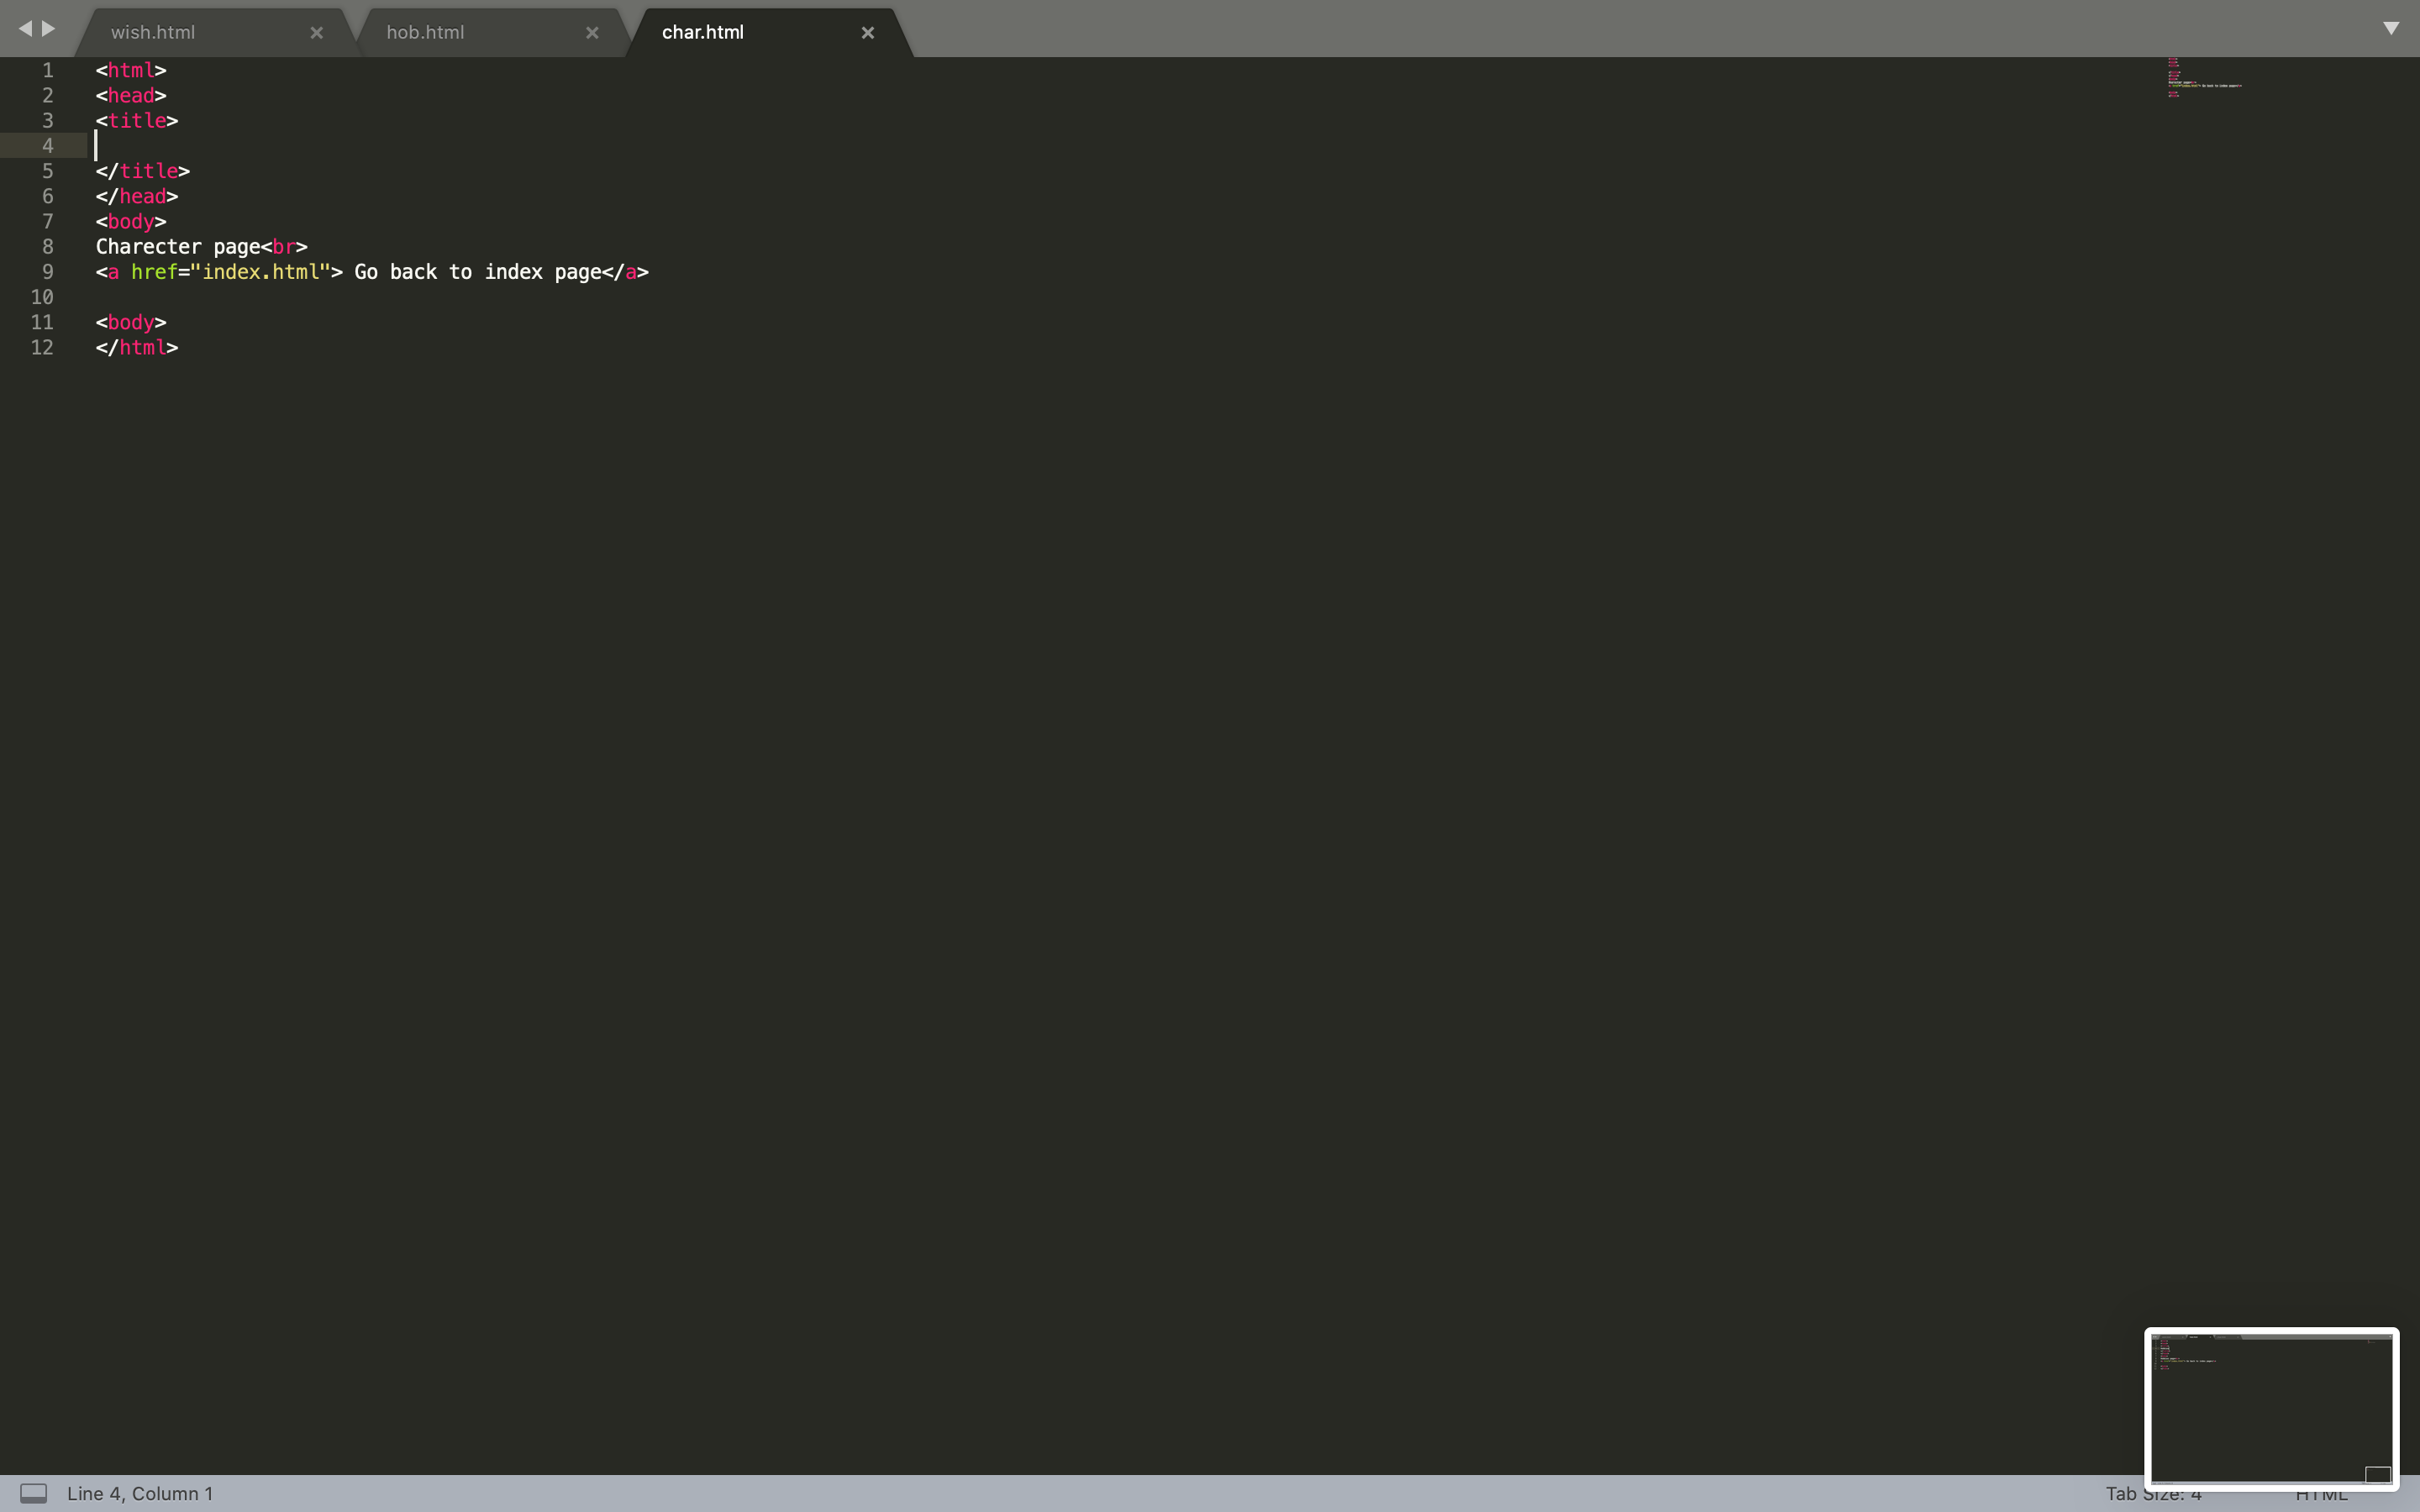 wish.html × hob.html × char.html ×
1 <html>
2 <head>
3 <title>
4
5 </title>
6 </head>
7 <body>
8 Charecter page<br>
9 <a href="index.html"> Go back to index page</a>
10
11 <body>
12 </html>
Line 4, Column 1 Tab Size: 4 HTML